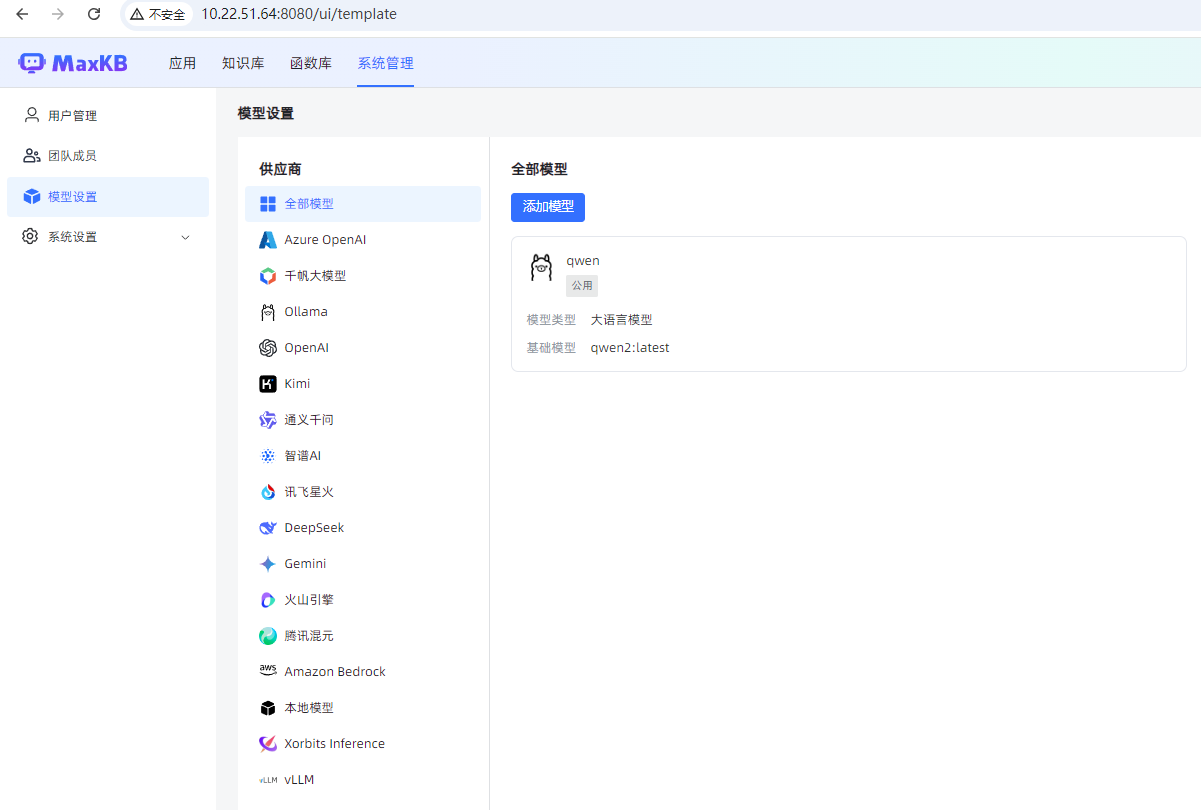 不安全 10.22.51.64:8080/ui/template
MaxKB 应用 知识库 函数库 系统管理
用户管理
团队成员
模型设置
系统设置
模型设置
供应商
全部模型
Azure OpenAI
千帆大模型
Ollama
OpenAI
Kimi
通义千问
智谱AI
讯飞星火
DeepSeek
Gemini
火山引擎
腾讯混元
aws Amazon Bedrock
本地模型
Xorbits Inference
vLLM vLLM
全部模型
添加模型
qwen
公用
模型类型 大语言模型
基础模型 qwen2:latest